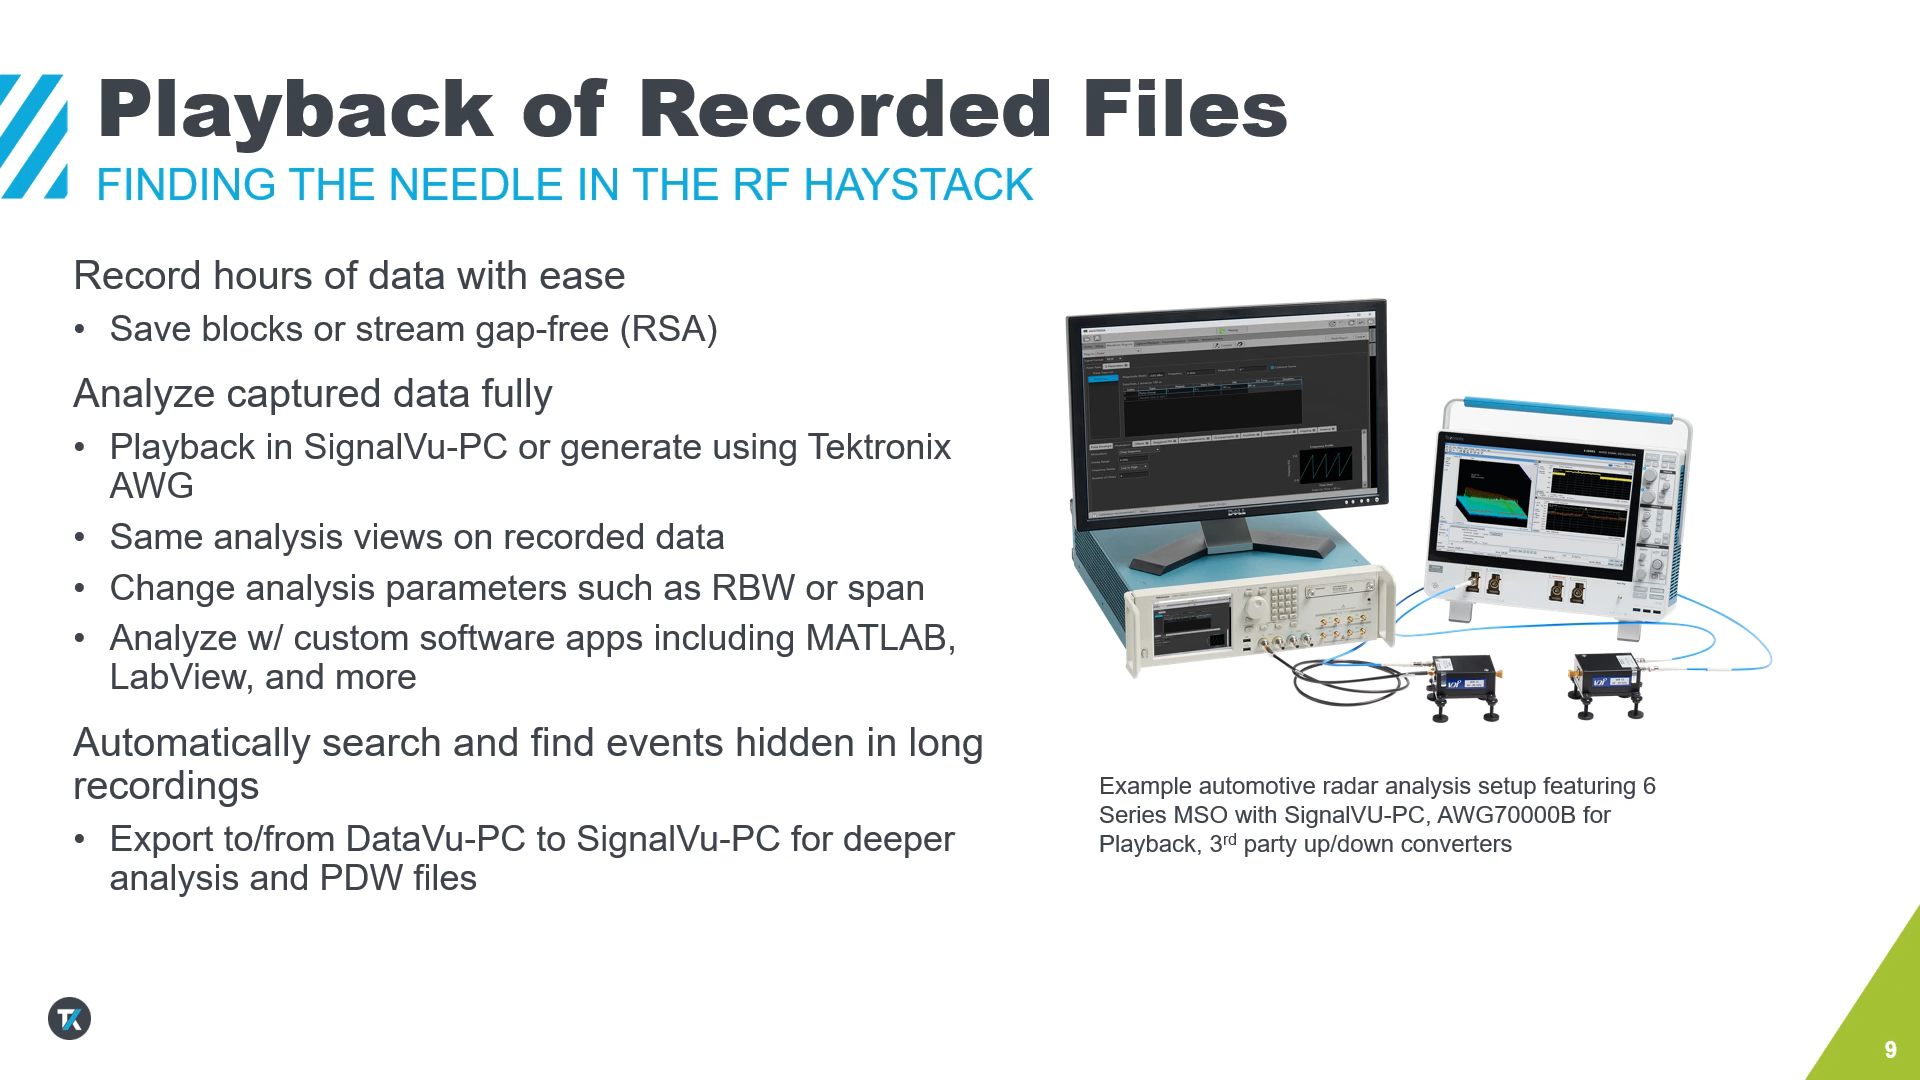 Playback of Recorded Files
FINDING THE NEEDLE IN THE RF HAYSTACK
Record hours of data with ease
• Save blocks or stream gap-free (RSA)
Analyze captured data fully
• Playback in SignalVu-PC or generate using Tektronix
AWG
• Same analysis views on recorded data
• Change analysis parameters such as RBW or span
• Analyze w/ custom software apps including MATLAB,
LabView, and more
Automatically search and find events hidden in long
recordings
• Export to/from DataVu-PC to SignalVu-PC for deeper
analysis and PDW files
DELL
VDI
VDI
Example automotive radar analysis setup featuring 6
Series MSO with SignalVU-PC, AWG70000B for
Playback, 3rd party up/down converters
TK
9